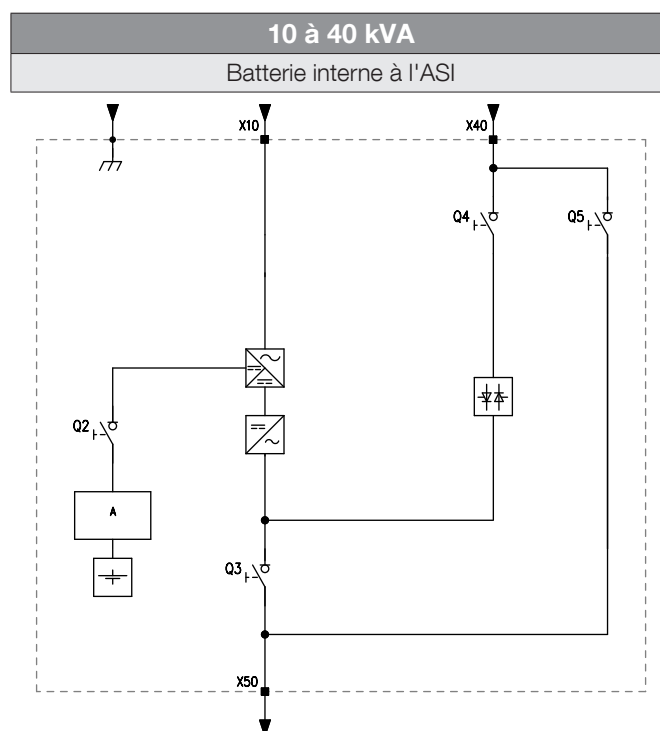 10 à 40 kVA
Batterie interne à l'ASI
X10
X40
Q4
Q5
Q2
A
Q3
X50